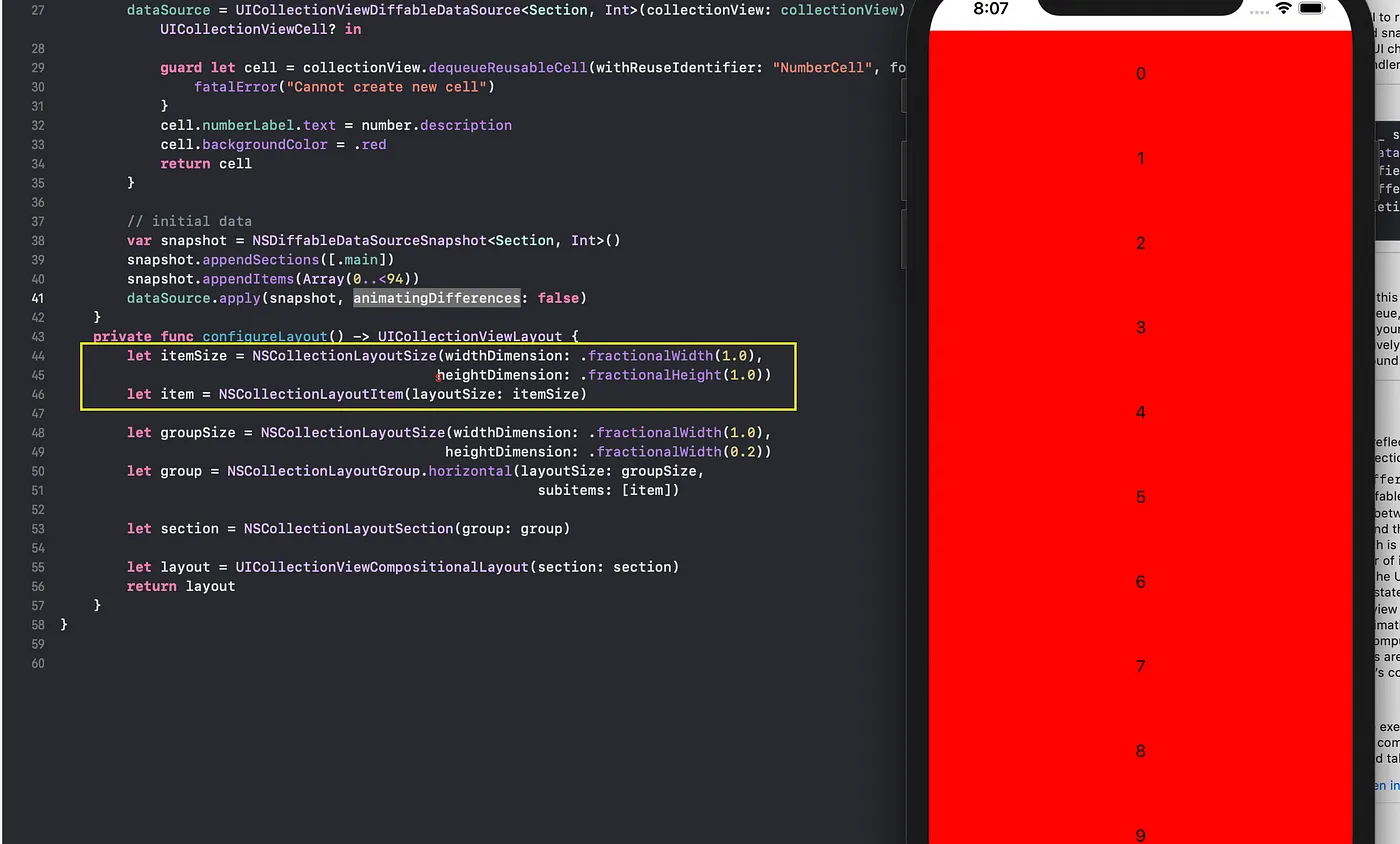 27 dataSource = UICollectionViewDiffableDataSource<Section, Int>(collectionView: collectionView)
UICollectionViewCell? in
28
29 guard let cell = collectionView.dequeueReusableCell(withReuseIdentifier: "NumberCell", fo
30 fatalError("Cannot create new cell")
31 }
32 cell.numberLabel.text = number.description
33 cell.backgroundColor = .red
34 return cell
35 }
36
37 // initial data
38 var snapshot = NSDiffableDataSourceSnapshot<Section, Int>()
39 snapshot.appendSections([.main])
40 snapshot.appendItems(Array(0..<94))
41 dataSource.apply(snapshot, animatingDifferences: false)
42 }
43 private func configureLayout() -> UICollectionViewLayout {
44 let itemSize = NSCollectionLayoutSize(widthDimension: .fractionalWidth(1.0),
45 heightDimension: .fractionalHeight(1.0))
46 let item = NSCollectionLayoutItem(layoutSize: itemSize)
47
48 let groupSize = NSCollectionLayoutSize(widthDimension: .fractionalWidth(1.0),
49 heightDimension: .fractionalWidth(0.2))
50 let group = NSCollectionLayoutGroup.horizontal(layoutSize: groupSize,
51 subitems: [item])
52
53 let section = NSCollectionLayoutSection(group: group)
54
55 let layout = UICollectionViewCompositionalLayout(section: section)
56 return layout
57 }
58 }
59
60
8:07
0
1
2
3
4
5
6
7
8
9